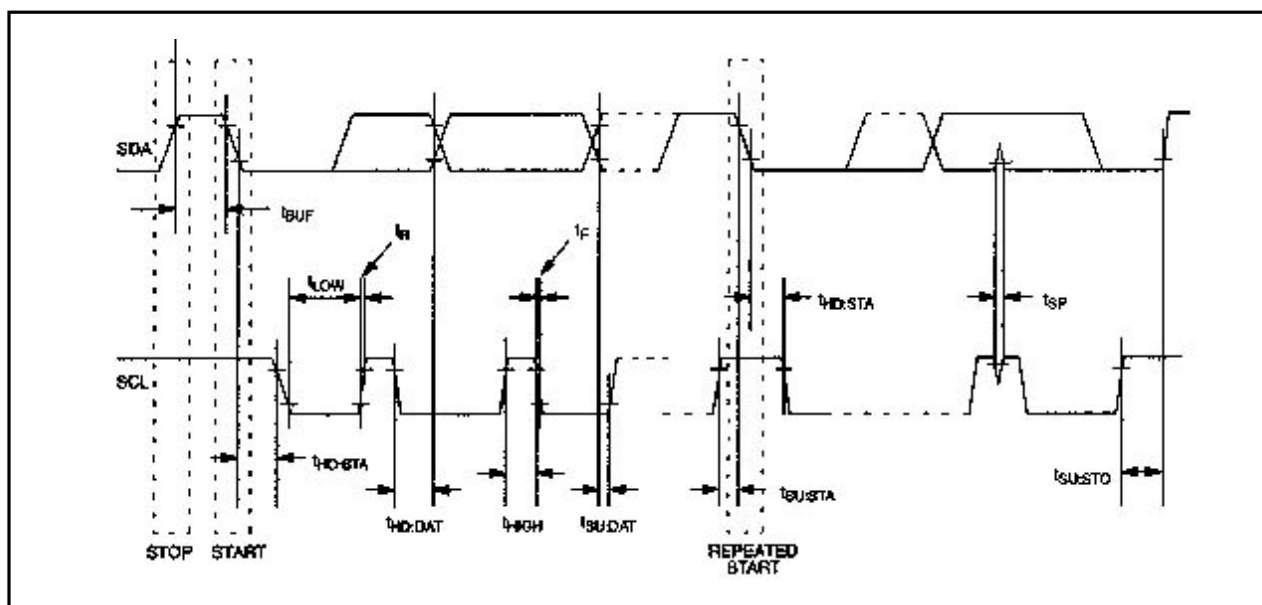 SDA
tBUF
tR
tF
tLOW
tHD:STA
tSP
SCL
tHD:STA
tSU:STA
tSU:STO
tHD:DAT
tHIGH
tSU:DAT
STOP
START
REPEATED
START